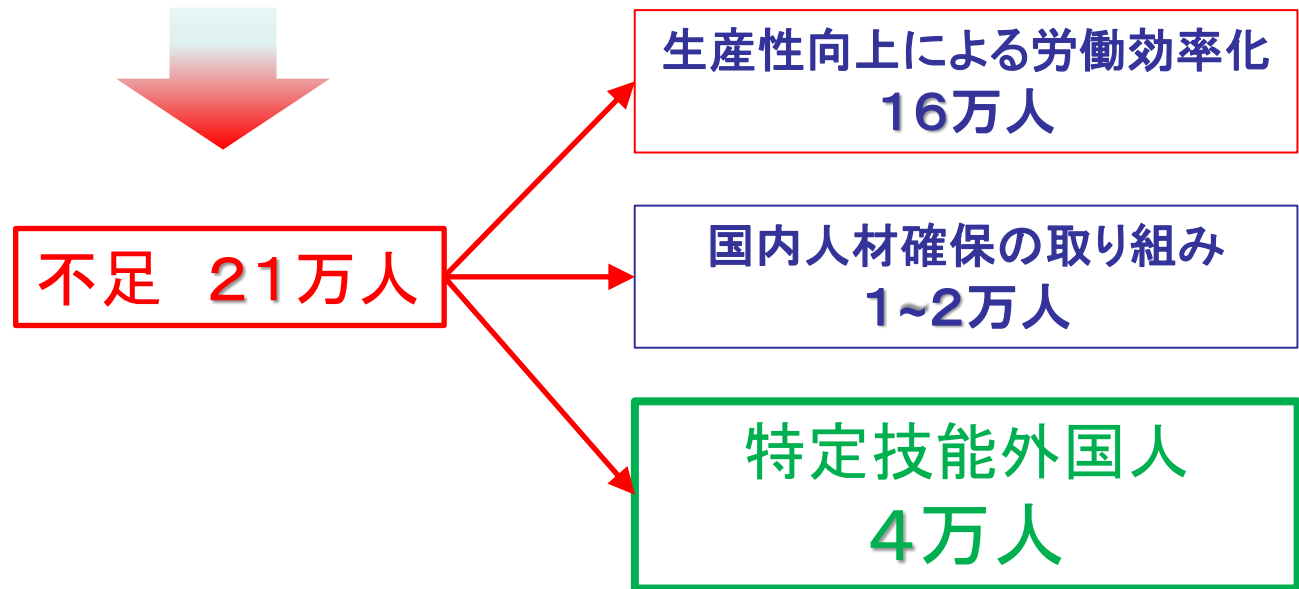 生産性向上による労働効率化
16万人
不足　21万人
国内人材確保の取り組み
1~2万人
特定技能外国人
4万人